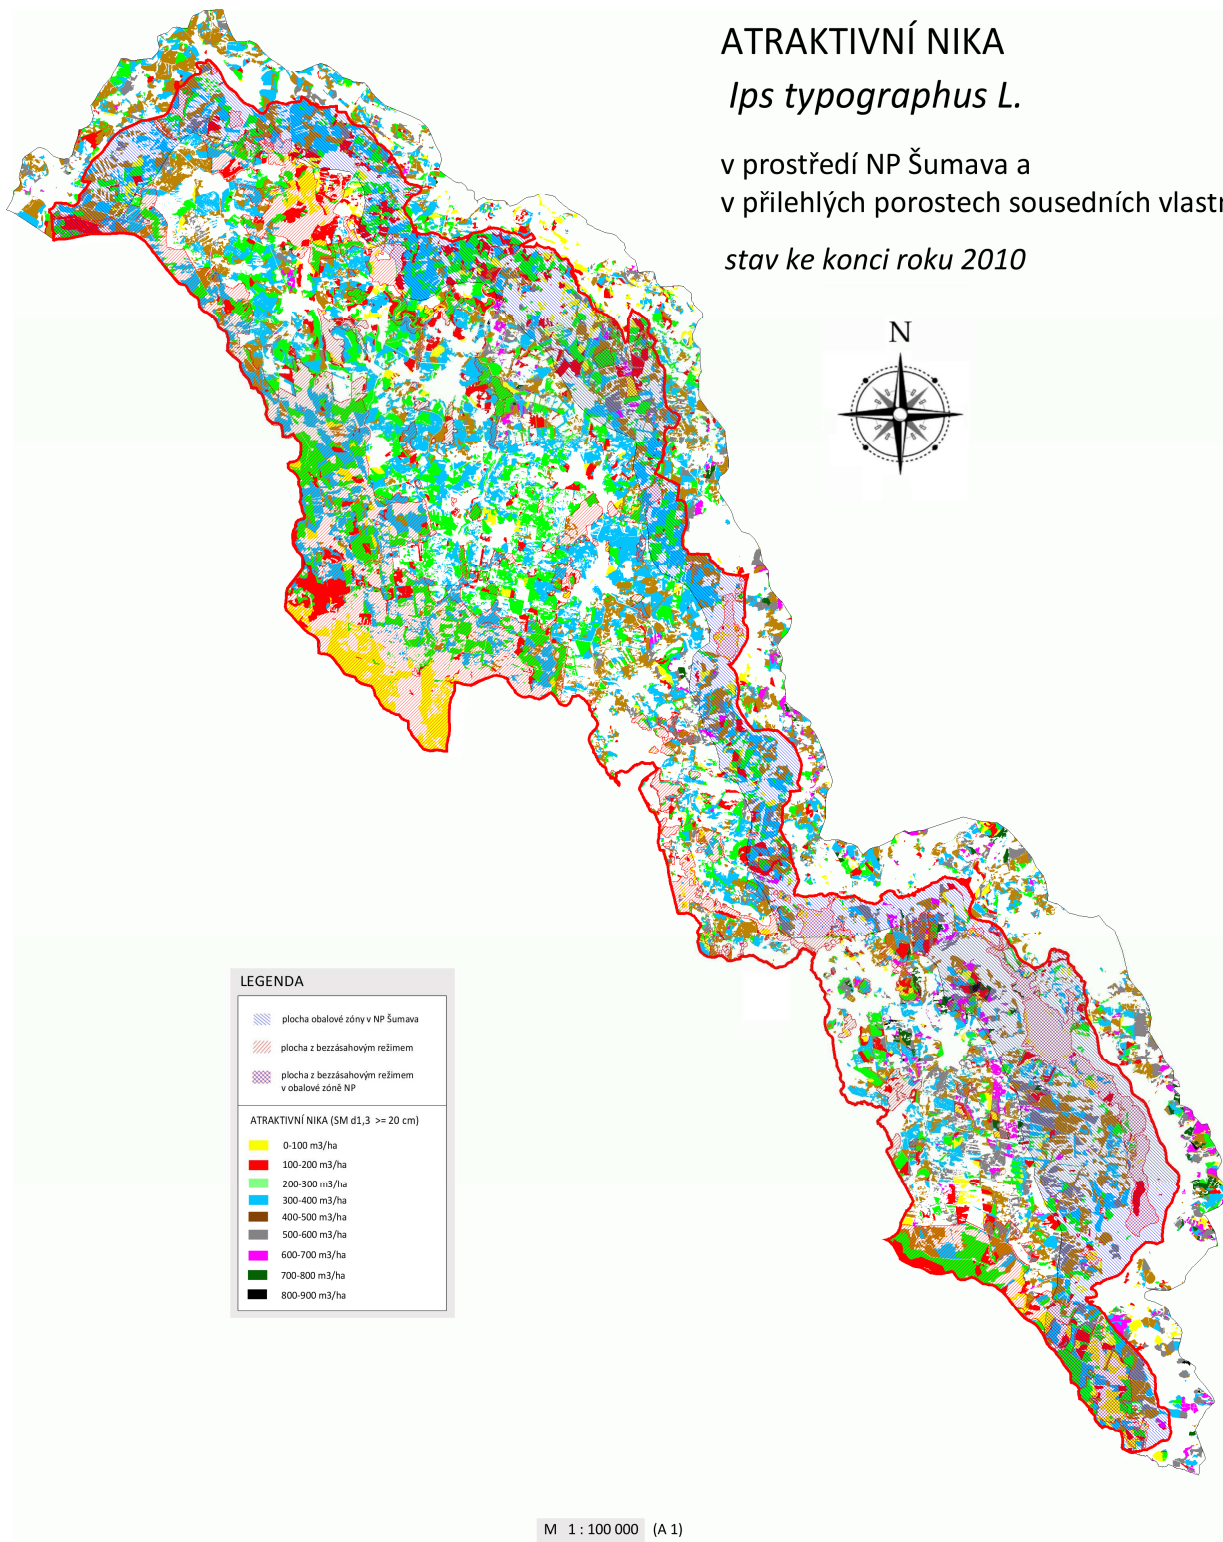 ATRAKTIVNÍ NIKA
Ips typographus L.
v prostředí NP Šumava a
v přilehlých porostech sousedních
stav ke konci roku 2010
N
LEGENDA
plocha obalové zóny v NP Šumava
plocha z bezzásahovým režimem
plocha z bezzásahovým režimem
v obalové zóně NP
ATRAKTIVNÍ NIKA (SM d1,3 >= 20 cm)
0-100 m3/ha
100-200 m3/ha
200-300 m3/ha
300-400 m3/ha
400-500 m3/ha
500-600 m3/ha
600-700 m3/ha
700-800 m3/ha
800-900 m3/ha
M 1 : 100 000 (A 1)